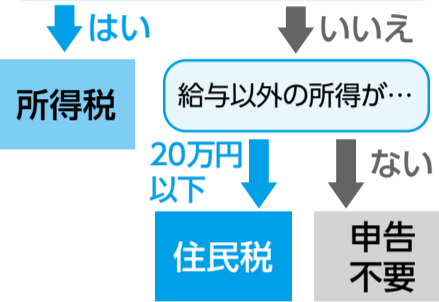 はい
いいえ
所得税
給与以外の所得が…
20万円
以下
ない
住民税
申告
不要